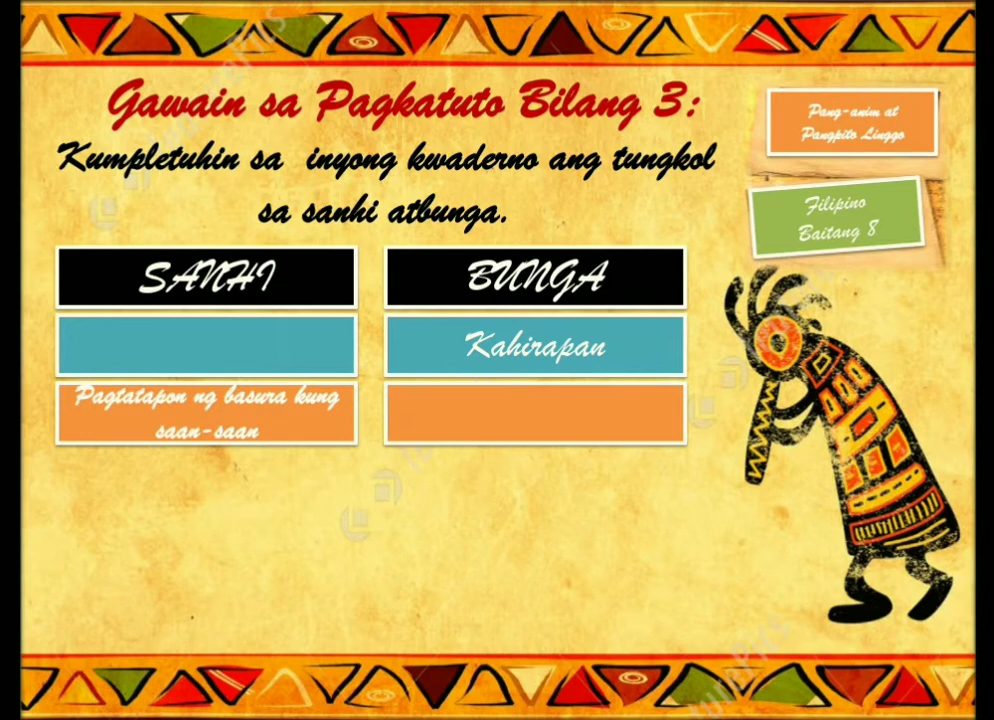 Gawain sa Pagkatuto Bilang 3:
Kumpletuhin sa inyong kwaderno ang tungkol
sa sanhi atbunga.
Pang-anim at
Pangpito Linggo
Filipino
Baitang 8
SANHI
BUNGA
Kahirapan
Pagtatapon ng basura kung
saan-saan